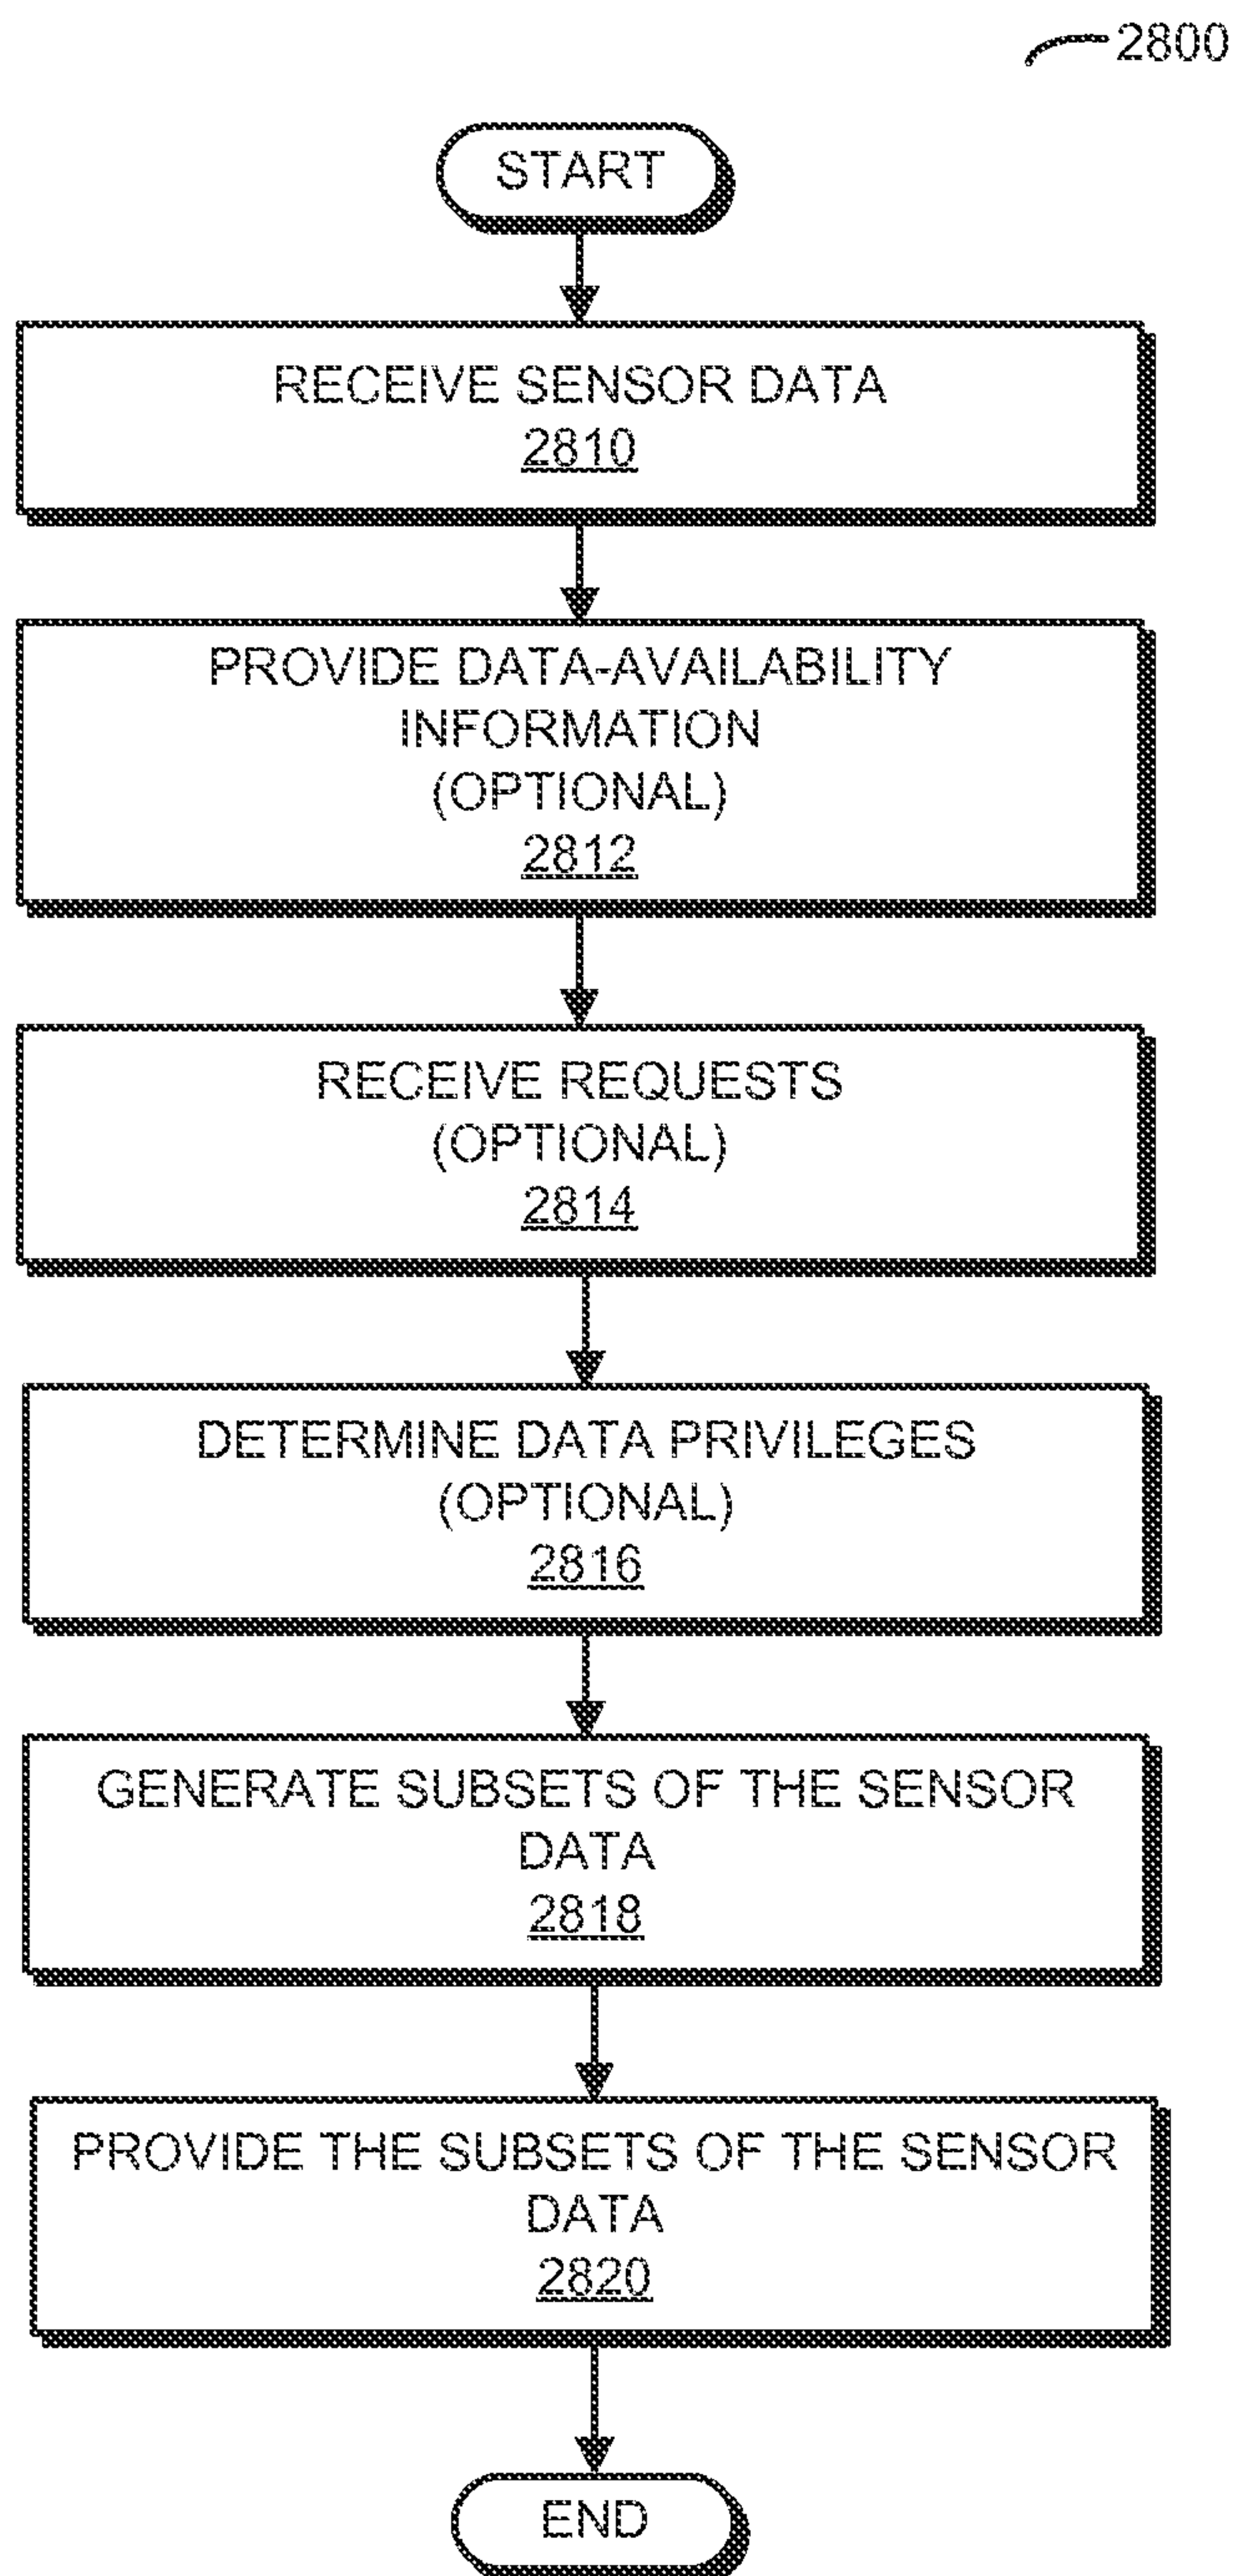 2800
START
RECEIVE SENSOR DATA
2810
PROVIDE DATA-AVAILABILITY
INFORMATION
(OPTIONAL)
2812
RECEIVE REQUESTS
(OPTIONAL)
2814
DETERMINE DATA PRIVILEGES
(OPTIONAL)
2816
GENERATE SUBSETS OF THE SENSOR
DATA
2818
PROVIDE THE SUBSETS OF THE SENSOR
DATA
2820
END